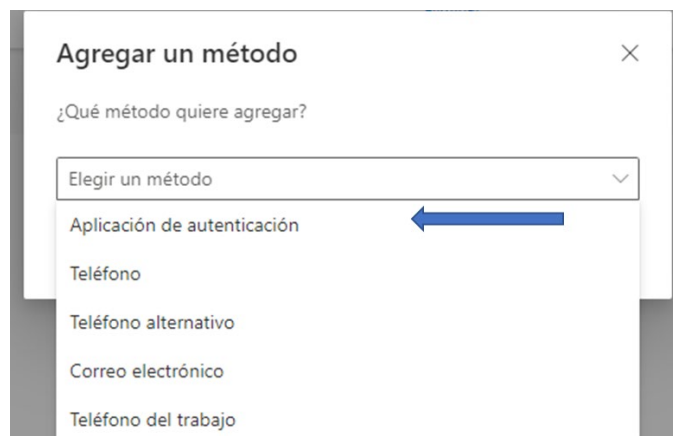 Agregar un método
¿Qué método quiere agregar?
Elegir un método
Aplicación de autenticación
Teléfono
Teléfono alternativo
Correo electrónico
Teléfono del trabajo